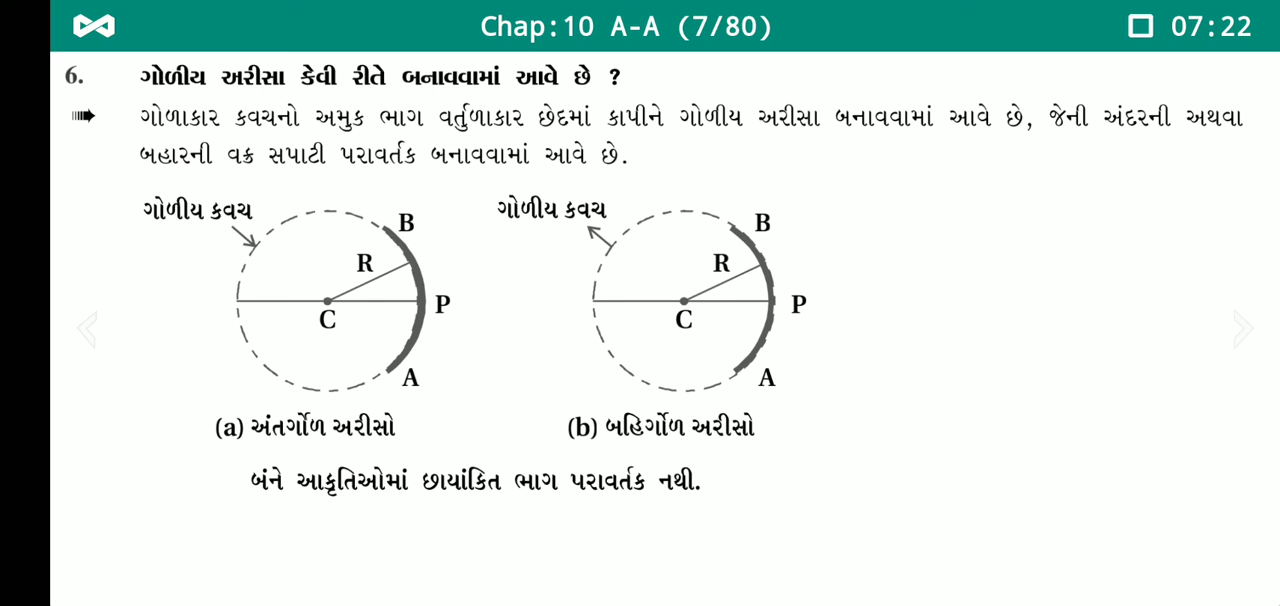 Chap:10 A-A (7/80)
07:22
6. ગોળીય અરીસા કેવી રીતે બનાવવામાં આવે છે ?
ગોળાકાર કવચનો અમુક ભાગ વર્તુળાકાર છેદમાં કાપીને ગોળીય અરીસા બનાવવામાં આવે છે, જેની અંદરની અથવા
બહારની વક્ર સપાટી પરાવર્તક બનાવવામાં આવે છે.
ગોળીય કવચ
B
R
C
P
A
(a) અંતર્ગોળ અરીસો
ગોળીય કવચ
B
R
C
P
A
(b) બહિર્ગોળ અરીસો
બંને આકૃતિઓમાં છાયાંકિત ભાગ પરાવર્તક નથી.